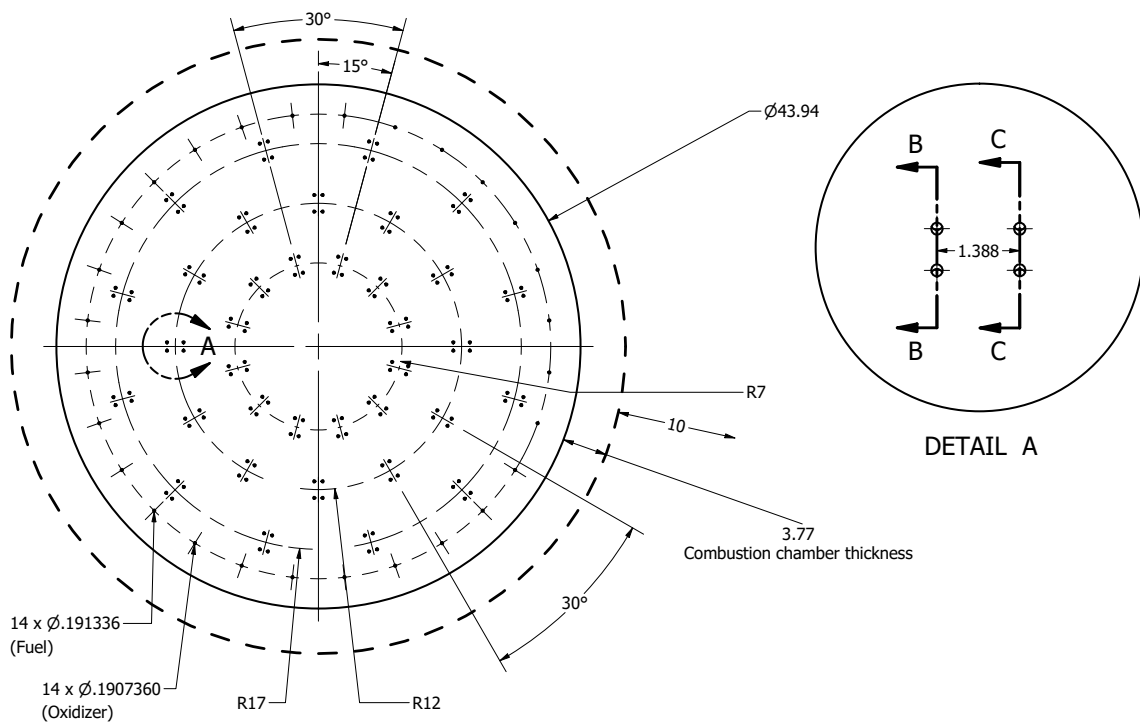 30°
15°
Ø43.94
B
C
1.388
A
B
C
R7
10
DETAIL A
3.77
Combustion chamber thickness
30°
14 x Ø.191336
(Fuel)
14 x Ø.1907360
(Oxidizer)
R17
R12